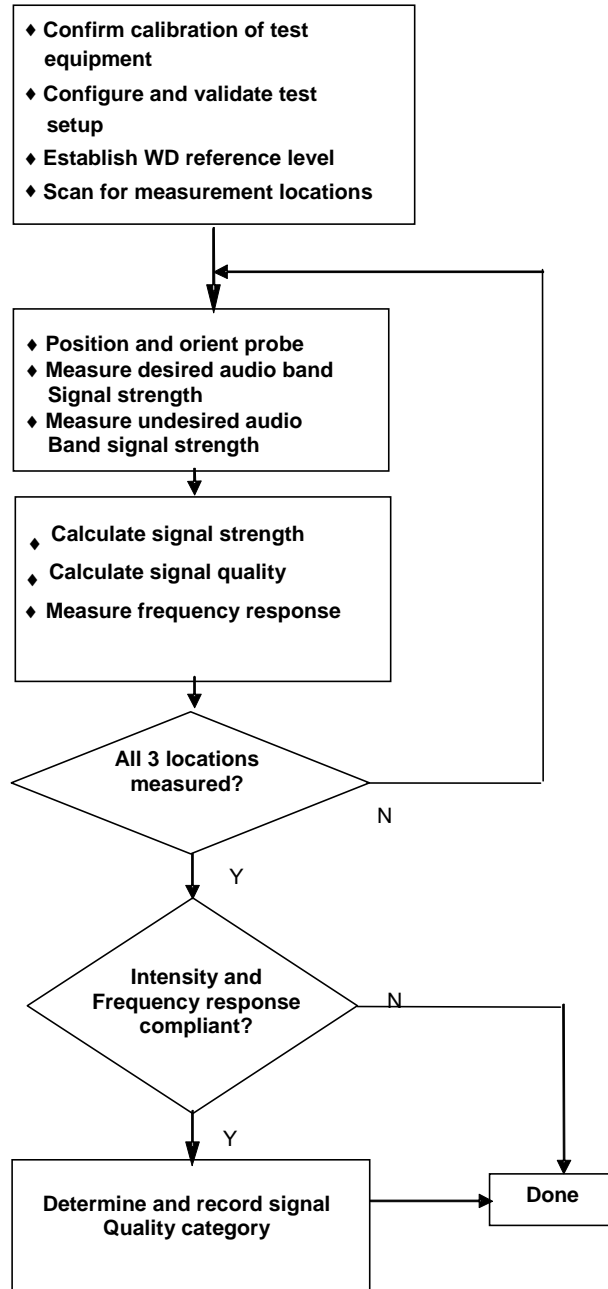 ♦ Confirm calibration of test
equipment
♦ Configure and validate test
setup
♦ Establish WD reference level
♦ Scan for measurement locations
♦ Position and orient probe
♦ Measure desired audio band
Signal strength
♦ Measure undesired audio
Band signal strength
♦ Calculate signal strength
♦ Calculate signal quality
♦ Measure frequency response
All 3 locations
measured?
N
Y
Intensity and
Frequency response
compliant?
N
Y
Determine and record signal
Quality category
Done